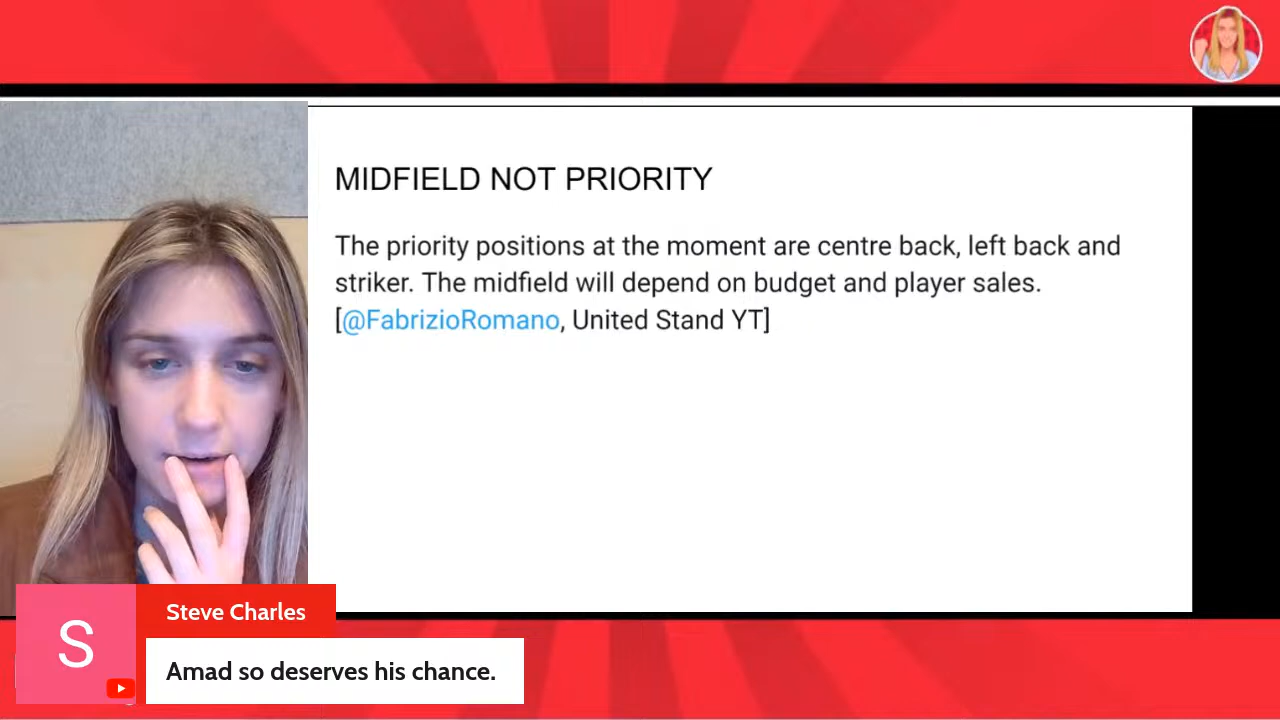 MIDFIELD NOT PRIORITY
The priority positions at the moment are centre back, left back and
striker. The midfield will depend on budget and player sales.
[@FabrizioRomano, United Stand YT]
S
Steve Charles
Amad so deserves his chance.